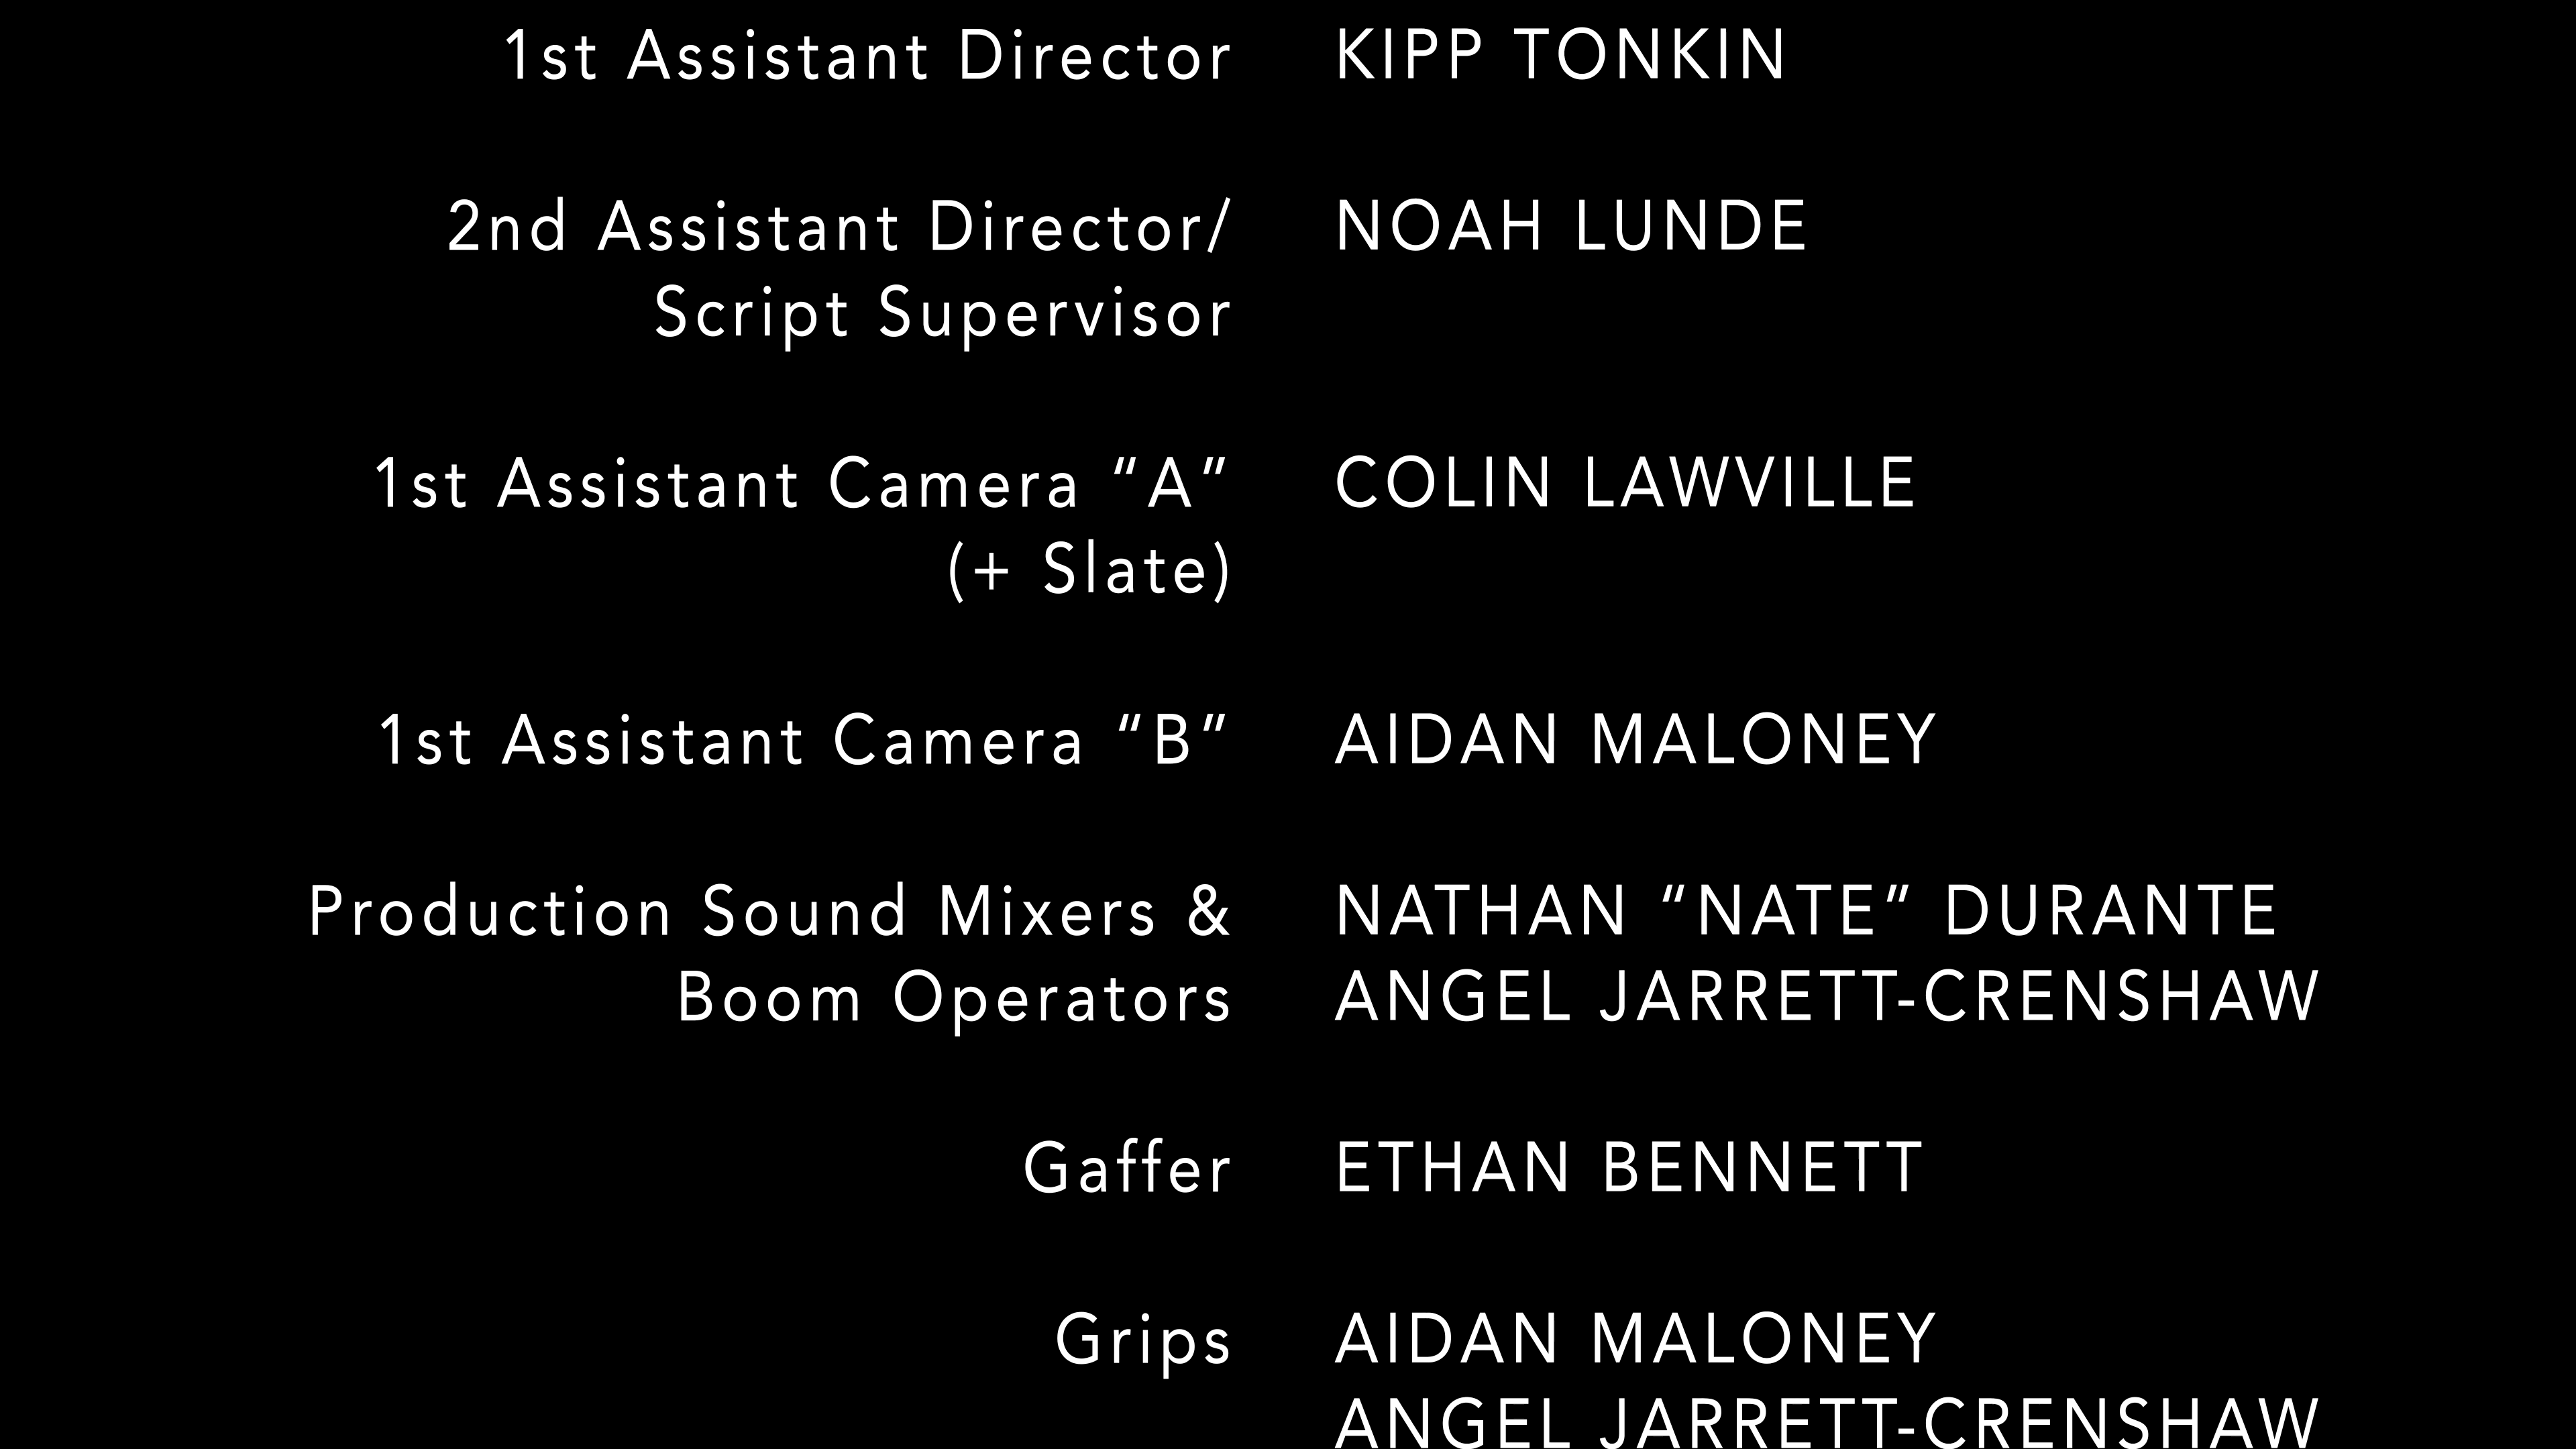 1st Assistant Director KIPP TONKIN
2nd Assistant Director/ NOAH LUNDE
Script Supervisor
1st Assistant Camera “A” COLIN LAWVILLE
(+ Slate)
1st Assistant Camera “B” AIDAN MALONEY
Production Sound Mixers & NATHAN “NATE” DURANTE
Boom Operators ANGEL JARRETT-CRENSHAW
Gaffer ETHAN BENNETT
Grips AIDAN MALONEY
ANGEL JARRETT-CRENSHAW